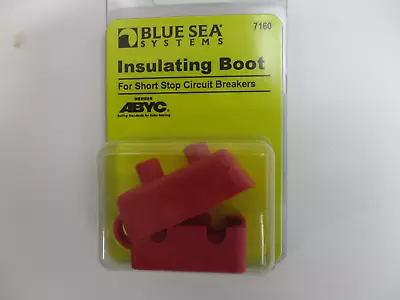 BLUE SEA
SYSTEMS
7160
Insulating Boot
For Short Stop Circuit Breakers
MEMBER
ABYC
Setting Standards for Safer Boating